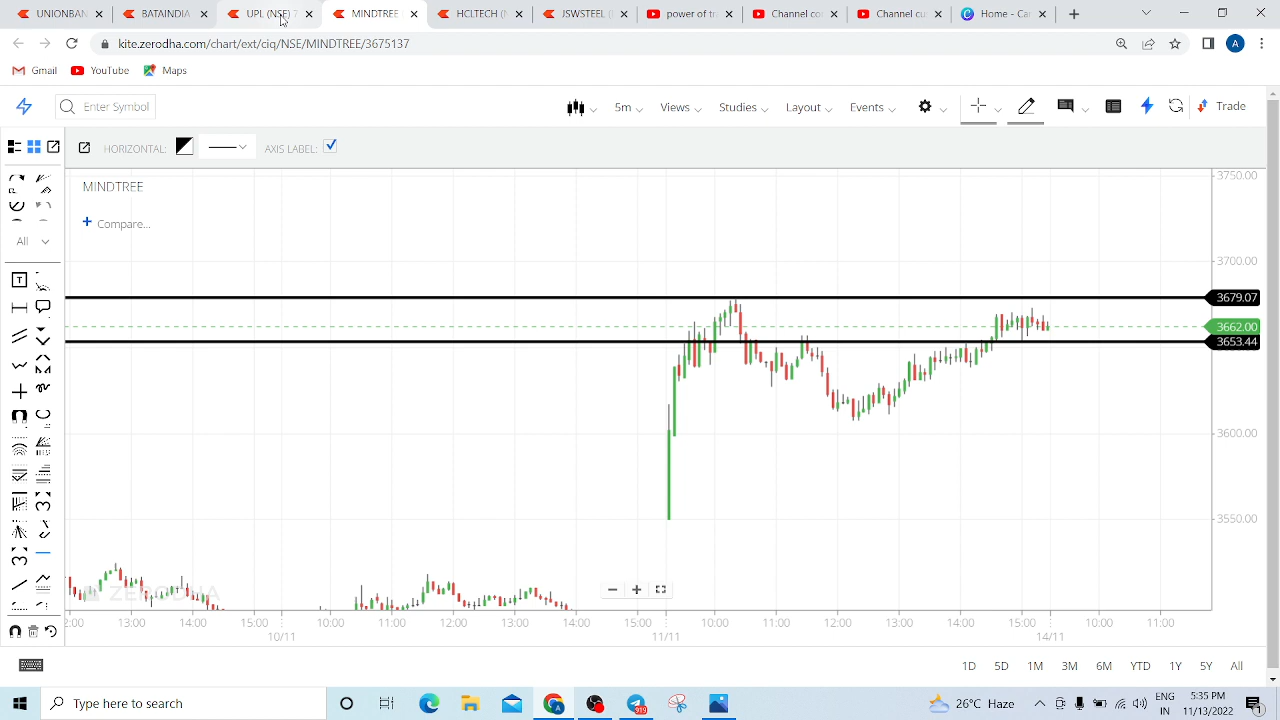 UNIONBAN
BATAINDIA
UPL (NSE)
MINDTREE
HCLTECH (
JSWSTEEL (
power of tr
Channel cor
Channel cur
Home - Ca
kite.zerodha.com/chart/ext/ciq/NSE/MINDTREE/3675137
A
Gmail
YouTube
Maps
Enter Symbol
5m
Views
Studies
Layout
Events
Trade
HORIZONTAL:
AXIS LABEL:
MINDTREE
Compare...
All
T
3750.00
3700.00
3679.07
3662.00
3653.44
3600.00
3550.00
ZERODHA
2:00 13:00 14:00 15:00 10:00 11:00 12:00 13:00 14:00 15:00 10:00 11:00 12:00 13:00 14:00 15:00 10:00 11:00
10/11 11/11 14/11
1D 5D 1M 3M 6M YTD 1Y 5Y All
Type here to search
919
26°C Haze
ENG
IN
5:35 PM
11/13/2022
1